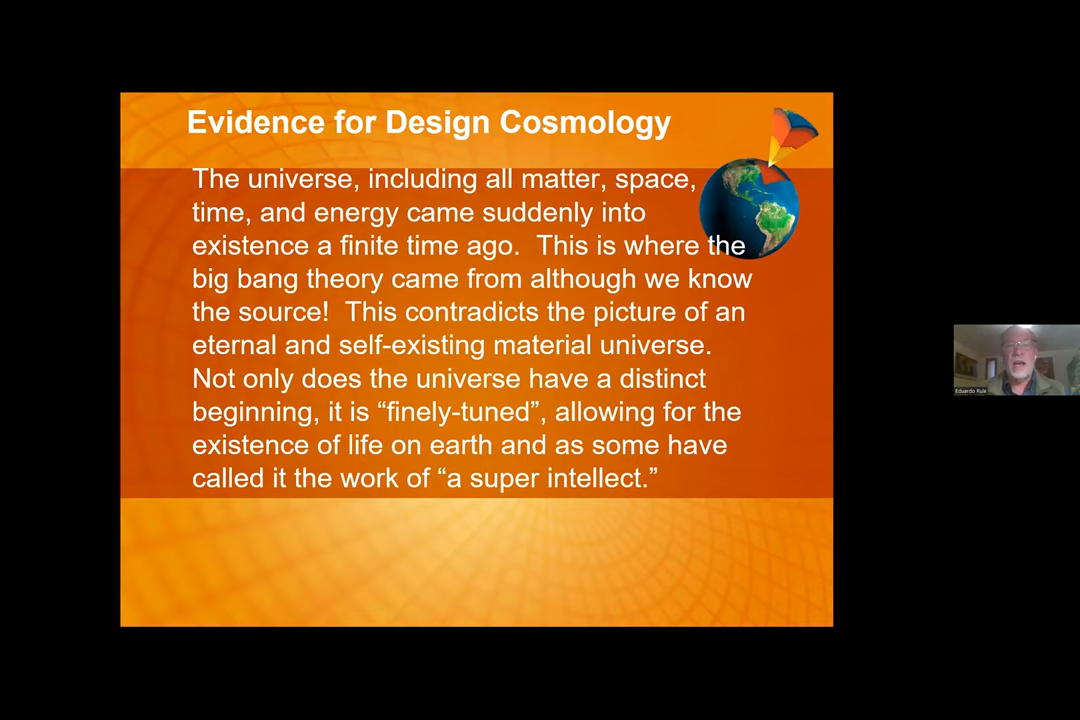 Evidence for Design Cosmology
The universe, including all matter, space,
time, and energy came suddenly into
existence a finite time ago.  This is where the
big bang theory came from although we know
the source!  This contradicts the picture of an
eternal and self-existing material universe.
Not only does the universe have a distinct
beginning, it is “finely-tuned”, allowing for the
existence of life on earth and as some have
called it the work of “a super intellect.”
Eduardo Rule